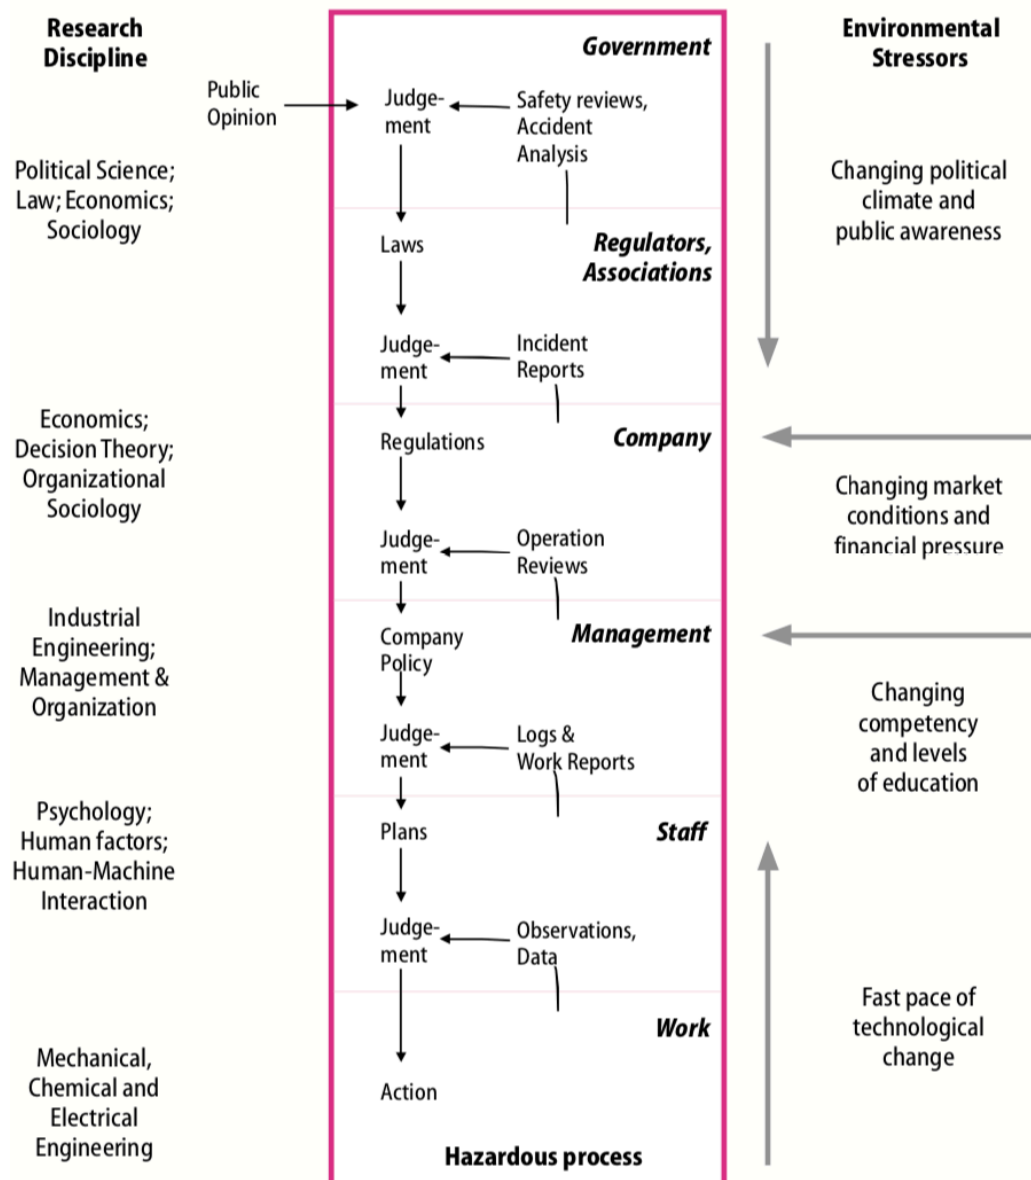 Research
Discipline
Political Science;
Law; Economics;
Sociology
Economics;
Decision Theory;
Organizational
Sociology
Industrial
Engineering;
Management &
Organization
Psychology;
Human factors;
Human-Machine
Interaction
Mechanical,
Chemical and
Electrical
Engineering
Government
Public
Opinion
Judge-
ment
Safety reviews,
Accident
Analysis
Laws
Regulators,
Associations
Judge-
ment
Incident
Reports
Regulations
Company
Judge-
ment
Operation
Reviews
Company
Policy
Management
Judge-
ment
Logs &
Work Reports
Plans
Staff
Judge-
ment
Observations,
Data
Work
Action
Hazardous process
Environmental
Stressors
Changing political
climate and
public awareness
Changing market
conditions and
financial pressure
Changing
competency
and levels
of education
Fast pace of
technological
change